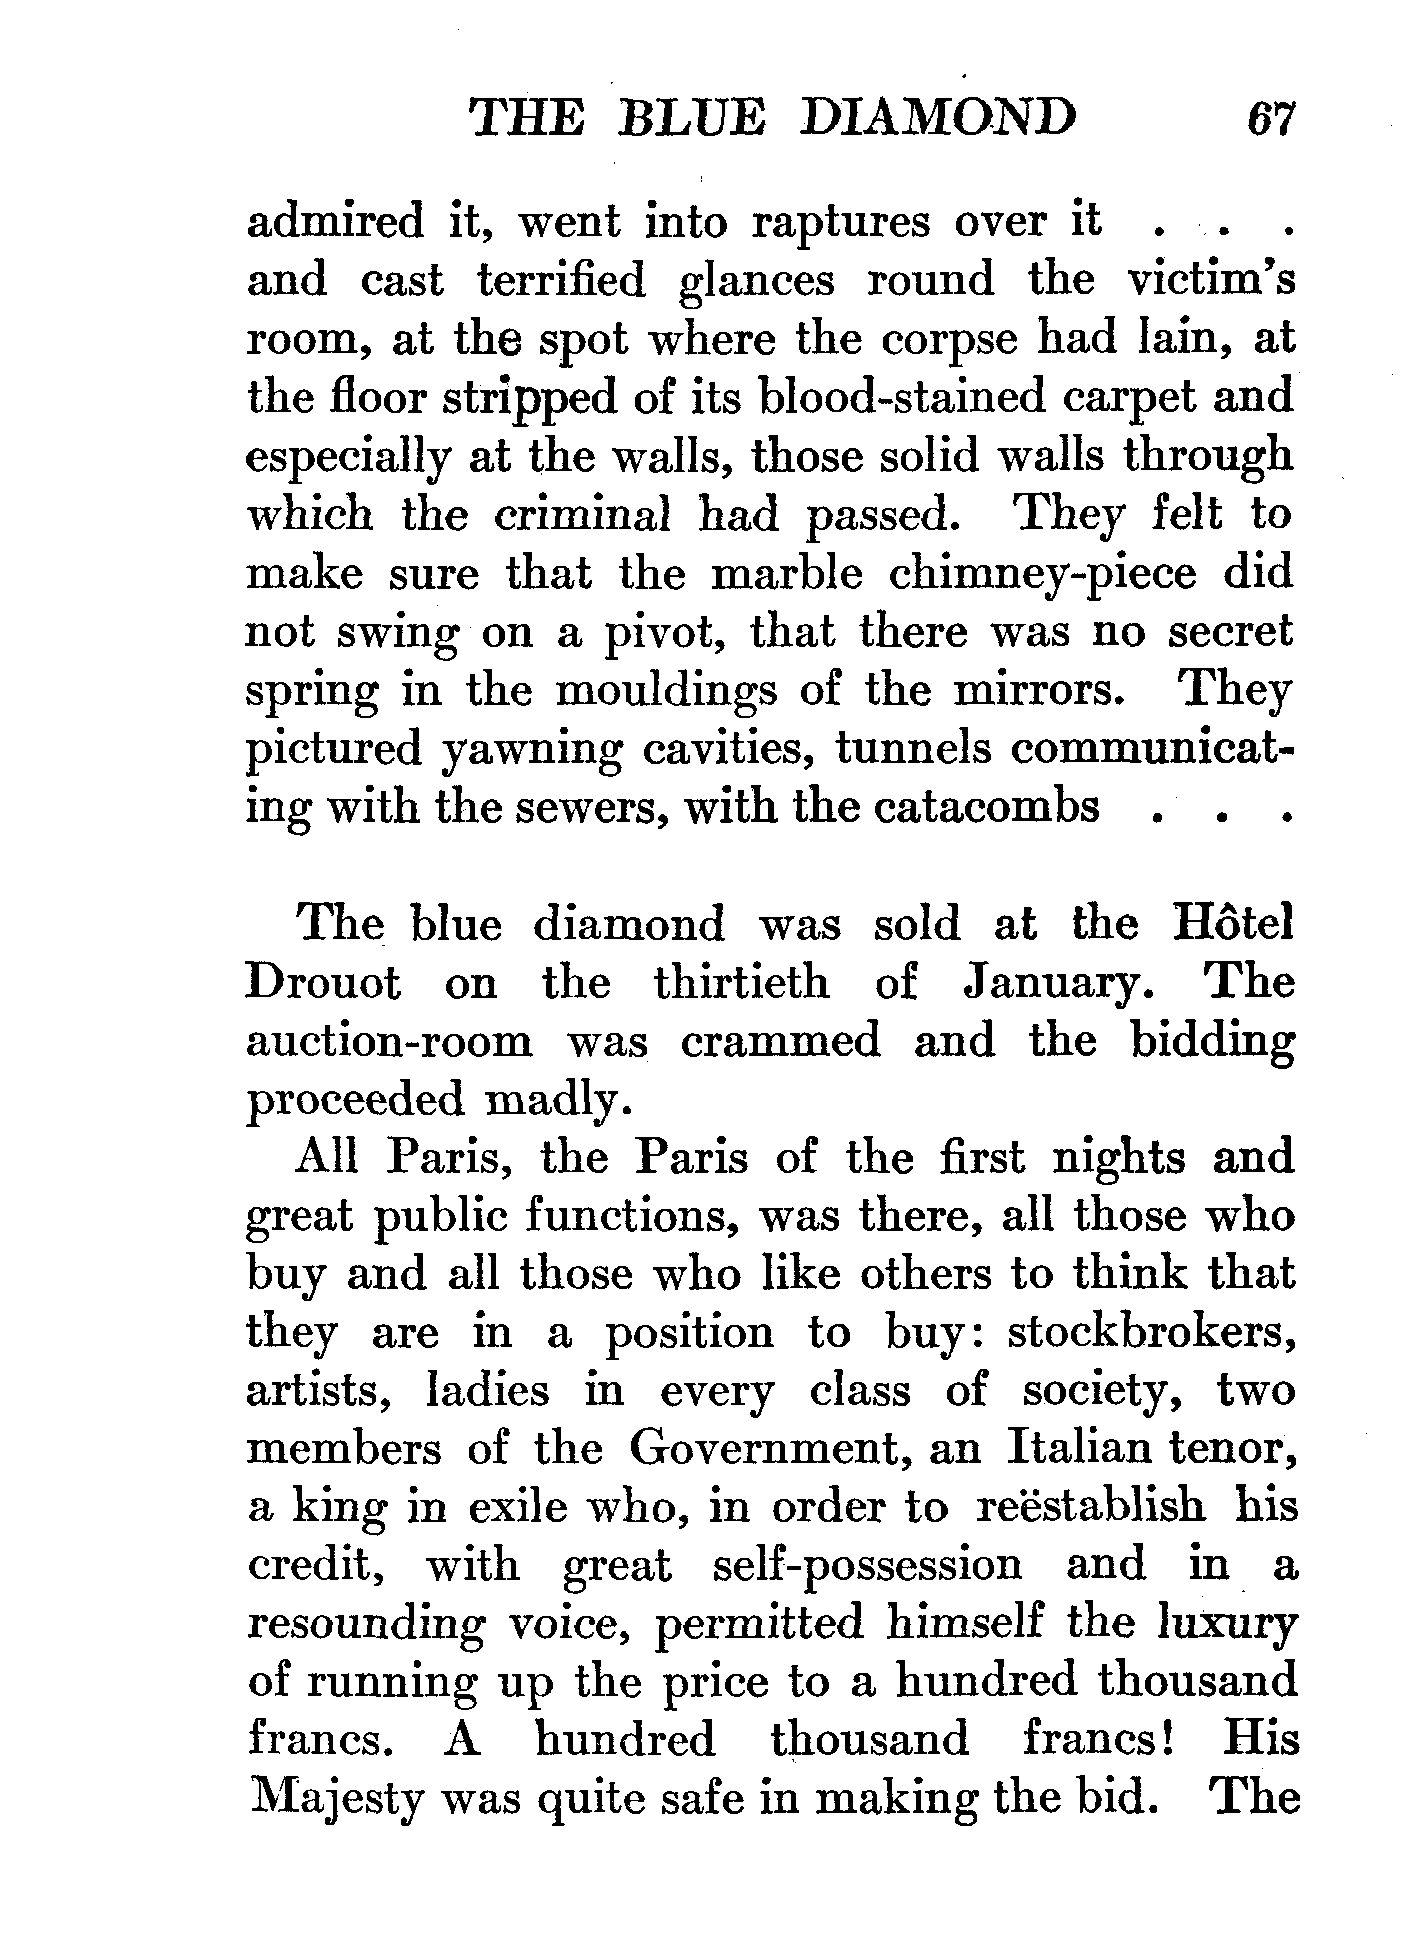 THE BLUE DIAMOND 67
admired it, went into raptures over it . . .
and cast terrified glances round the victim's
room, at the spot where the corpse had lain, at
the floor stripped of its blood-stained carpet and
especially at the walls, those solid walls through
which the criminal had passed. They felt to
make sure that the marble chimney-piece did
not swing on a pivot, that there was no secret
spring in the mouldings of the mirrors. They
pictured yawning cavities, tunnels communicat-
ing with the sewers, with the catacombs . . .
The blue diamond was sold at the Hôtel
Drouot on the thirtieth of January. The
auction-room was crammed and the bidding
proceeded madly.
All Paris, the Paris of the first nights and
great public functions, was there, all those who
buy and all those who like others to think that
they are in a position to buy: stockbrokers,
artists, ladies in every class of society, two
members of the Government, an Italian tenor,
a king in exile who, in order to reëstablish his
credit, with great self-possession and in a
resounding voice, permitted himself the luxury
of running up the price to a hundred thousand
francs. A hundred thousand francs! His
Majesty was quite safe in making the bid. The